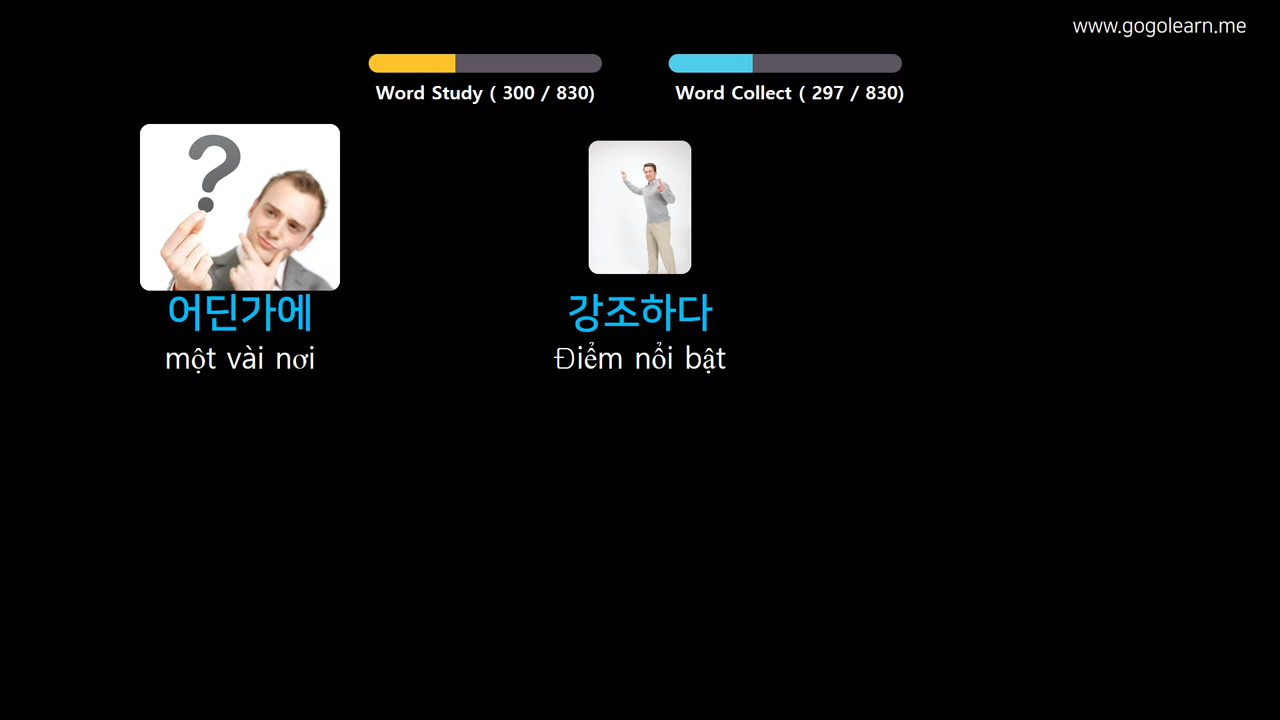 www.gogolearn.me
Word Study ( 300 / 830)
Word Collect ( 297 / 830)
?
어딘가에
một vài nơi
강조하다
Điểm nổi bật